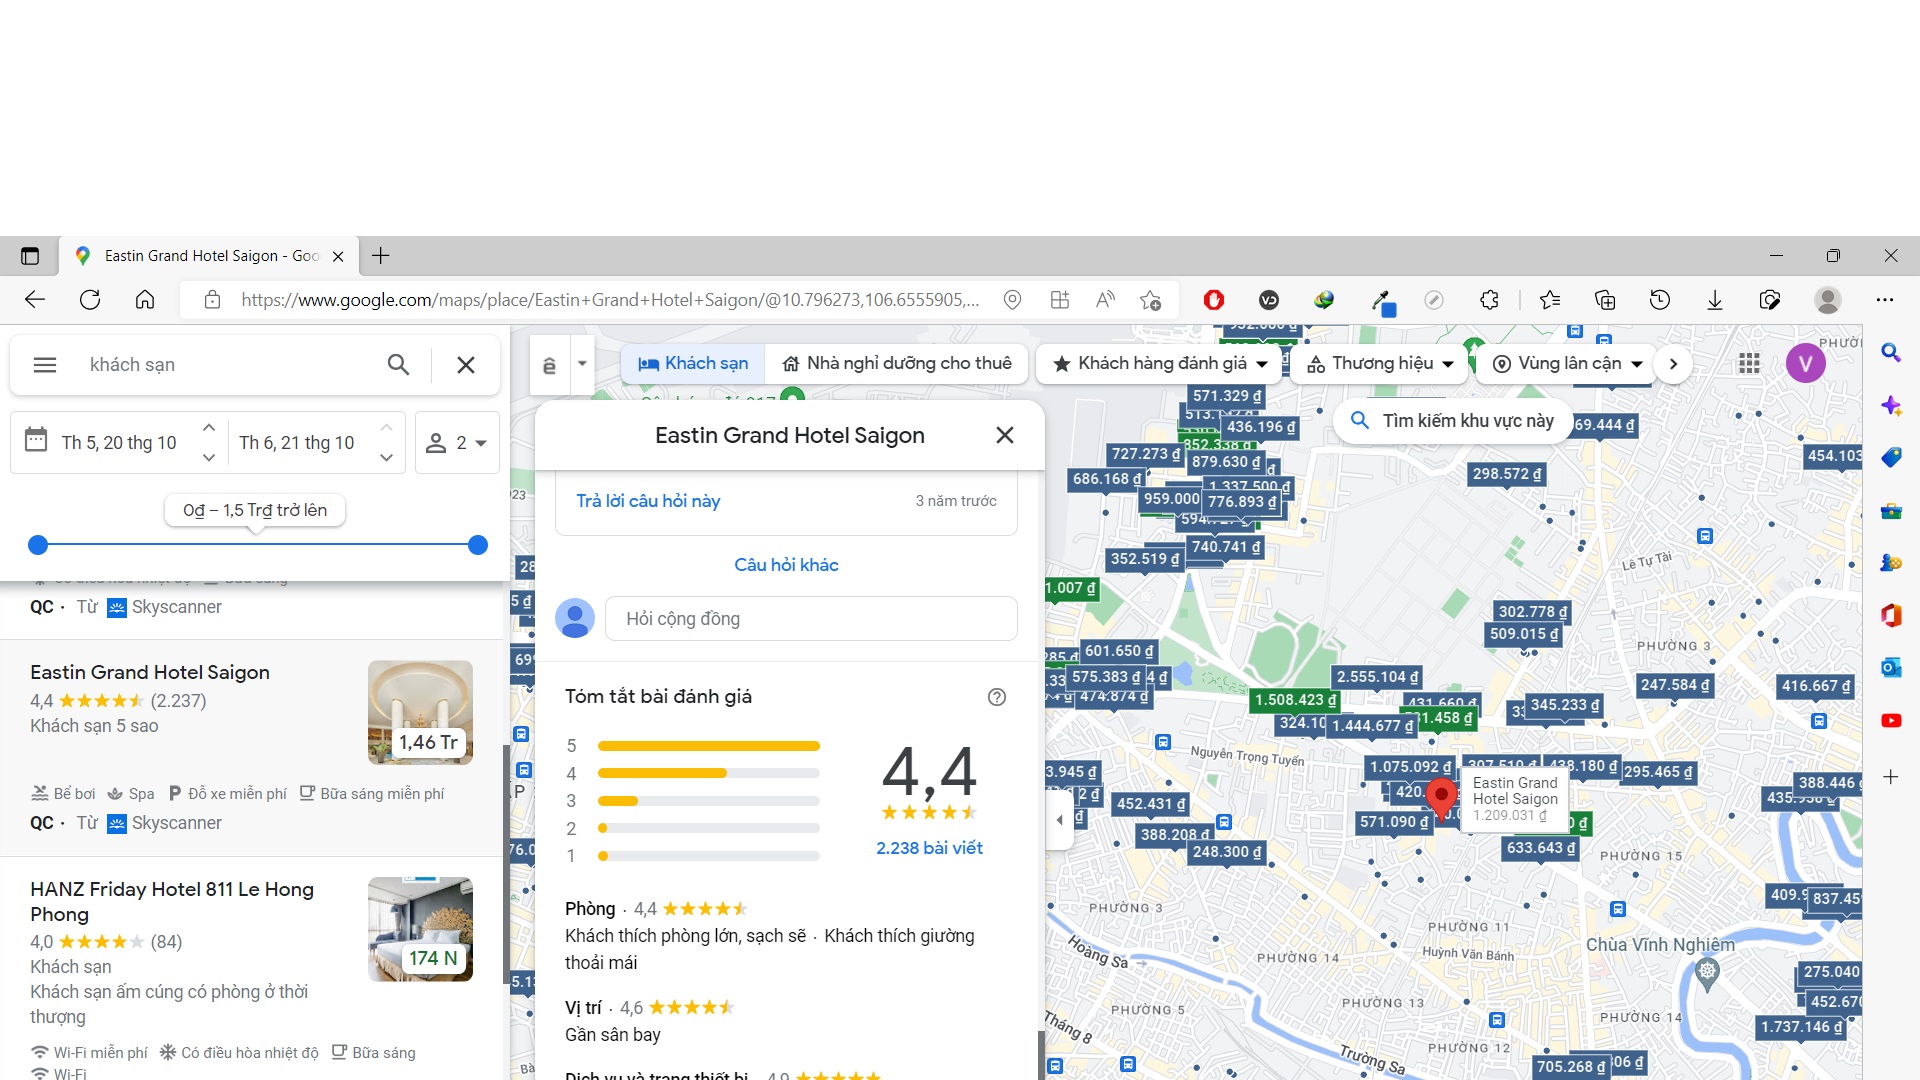 Eastin Grand Hotel Saigon - Goo
https://www.google.com/maps/place/Eastin+Grand+Hotel+Saigon/@10.796273,106.6555905,...
khách sạn
Th 5, 20 thg 10
Th 6, 21 thg 10
2
0₫ – 1,5 Tr₫ trở lên
QC · Từ Skyscanner
Eastin Grand Hotel Saigon
4,4 (2.237)
Khách sạn 5 sao
1,46 Tr
Bể bơi Spa Đỗ xe miễn phí Bữa sáng miễn phí
QC · Từ Skyscanner
HANZ Friday Hotel 811 Le Hong
Phong
4,0 (84)
Khách sạn
Khách sạn ấm cúng có phòng ở thời
thượng
174 N
Wi-Fi miễn phí Có điều hòa nhiệt độ Bữa sáng
Wi-Fi
ê
Khách sạn
Nhà nghỉ dưỡng cho thuê
Khách hàng đánh giá
Thương hiệu
Vùng lân cận
V
Tìm kiếm khu vực này
Eastin Grand Hotel Saigon
Trả lời câu hỏi này
3 năm trước
Câu hỏi khác
Hỏi cộng đồng
Tóm tắt bài đánh giá
5
4
3
2
1
4,4
2.238 bài viết
Phòng · 4,4
Khách thích phòng lớn, sạch sẽ · Khách thích giường
thoải mái
Vị trí · 4,6
Gần sân bay
Dịch vụ và trang thiết bị 4,9
571.329 ₫
436.196 ₫
69.444 ₫
727.273 ₫
879.630 ₫
454.103
686.168 ₫
298.572 ₫
1.337.500 ₫
959.000
776.893 ₫
740.741 ₫
352.519 ₫
Lê Tự Tài
1.007 ₫
302.778 ₫
509.015 ₫
PHƯỜNG 3
601.650 ₫
575.383 ₫
474.874 ₫
2.555.104 ₫
247.584 ₫
416.667 ₫
1.508.423 ₫
431.660 ₫
345.233 ₫
324.10
1.444.677 ₫
31.458 ₫
Nguyễn Trọng Tuyển
3.945 ₫
1.075.092 ₫
438.180 ₫
295.465 ₫
388.446
452.431 ₫
420.
Eastin Grand
Hotel Saigon
1.209.031 ₫
571.090 ₫
388.208 ₫
248.300 ₫
633.643 ₫
PHƯỜNG 15
409.9
837.45
PHƯỜNG 3
PHƯỜNG 11
Huỳnh Văn Bánh
Chùa Vĩnh Nghiêm
Hoàng Sa
PHƯỜNG 14
275.040
452.670
PHƯỜNG 13
PHƯỜNG 5
PHƯỜNG 14
1.737.146 ₫
Tháng 8
PHƯỜNG 12
Trường Sa
705.268 ₫
06 ₫